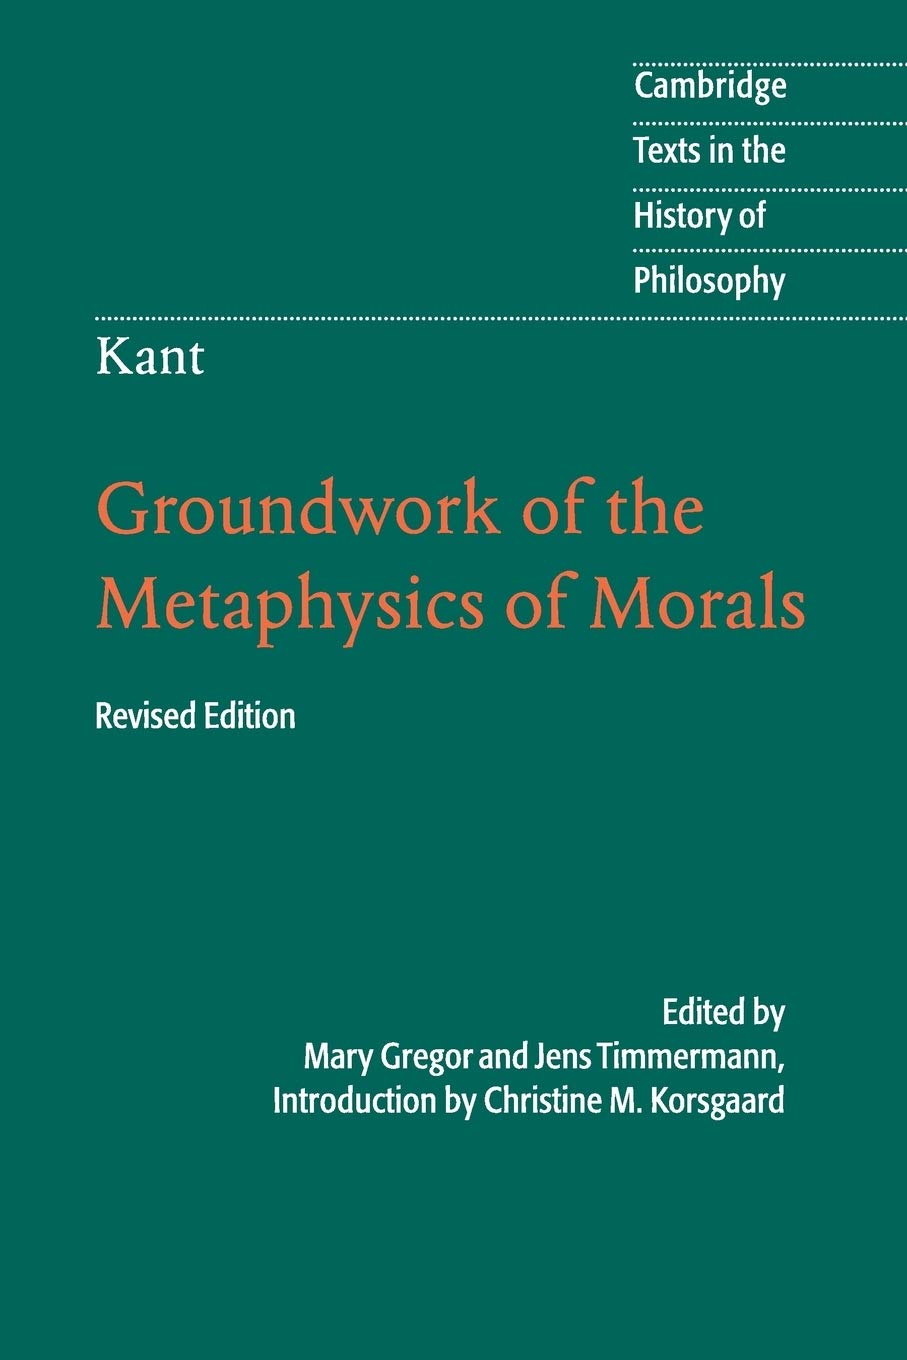 Cambridge
Texts in the
History of
Philosophy
Kant
Groundwork of the
Metaphysics of Morals
Revised Edition
Edited by
Mary Gregor and Jens Timmermann,
Introduction by Christine M. Korsgaard